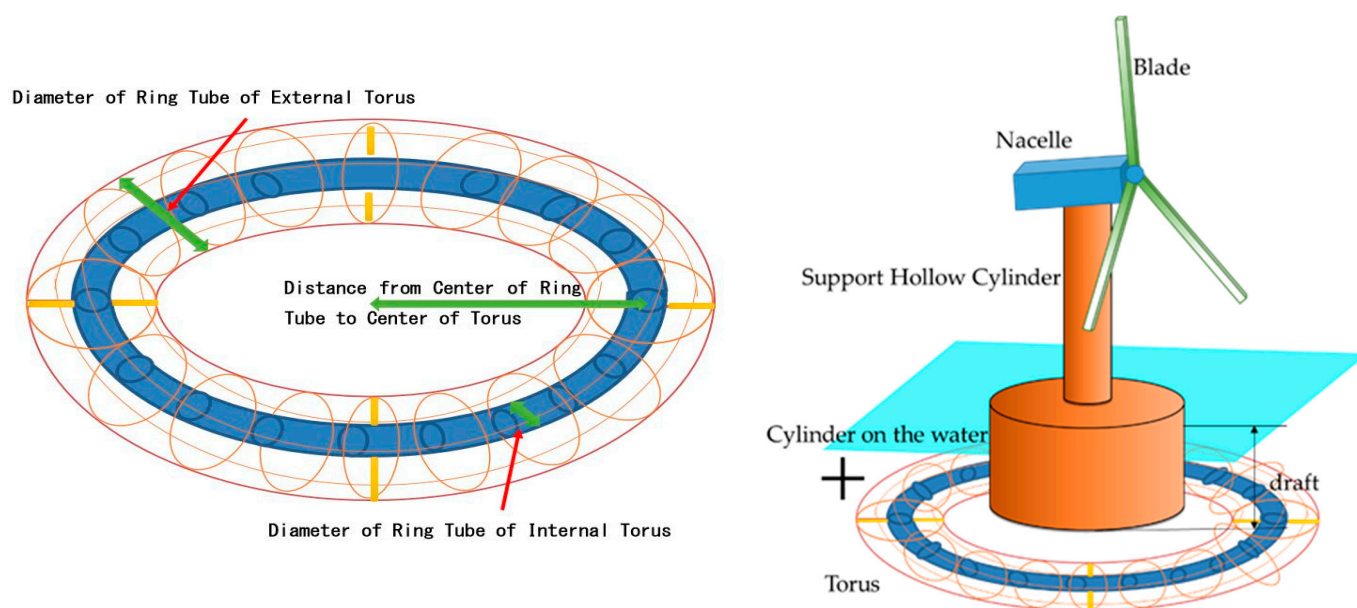 Diameter of Ring Tube of External Torus
Distance from Center of Ring
Tube to Center of Torus
Diameter of Ring Tube of Internal Torus
Blade
Nacelle
Support Hollow Cylinder
Cylinder on the water
draft
Torus